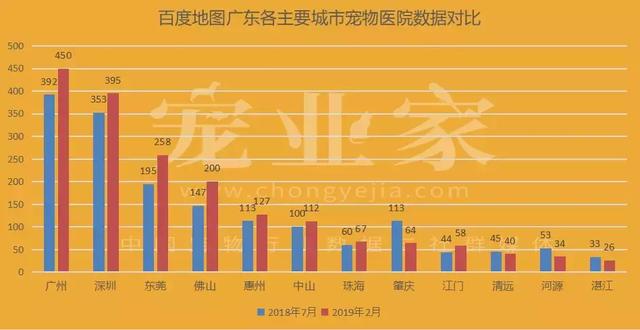 百度地图广东各主要城市宠物医院数据对比
500
450
400
350
300
250
200
150
100
50
0
392 450 353 395 195 258 147 200 113 127 100 112 60 67 113 64 44 58 45 40 53 34 33 26
宠业家
www.chongyejia.com
广州 深圳 东莞 佛山 惠州 中山 珠海 肇庆 江门 清远 河源 湛江
2018年7月 2019年2月